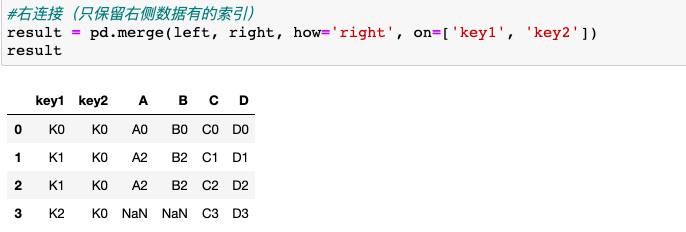 #右连接（只保留右侧数据有的索引）
result = pd.merge(left, right, how='right', on=['key1', 'key2'])
result
key1 key2 A B C D
0 K0 K0 A0 B0 C0 D0
1 K1 K0 A2 B2 C1 D1
2 K1 K0 A2 B2 C2 D2
3 K2 K0 NaN NaN C3 D3